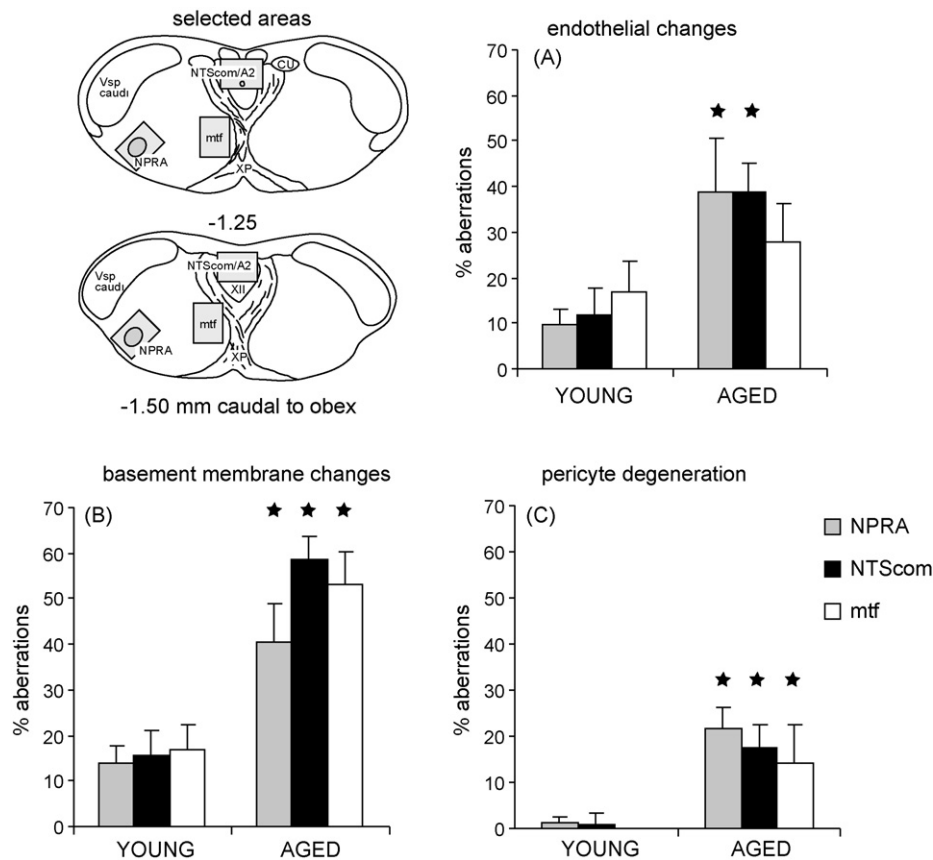 selected areas
NTScom/A2
CU
Vsp
caudi
mtf
NPRA
XP
-1.25
NTScom/A2
XII
Vsp
caudi
mtf
NPRA
XP
-1.50 mm caudal to obex
endothelial changes
(A)
% aberrations
70
60
50
40
30
20
10
0
YOUNG AGED
basement membrane changes
(B)
% aberrations
70
60
50
40
30
20
10
0
YOUNG AGED
pericyte degeneration
(C)
% aberrations
70
60
50
40
30
20
10
0
YOUNG AGED
NPRA
NTScom
mtf